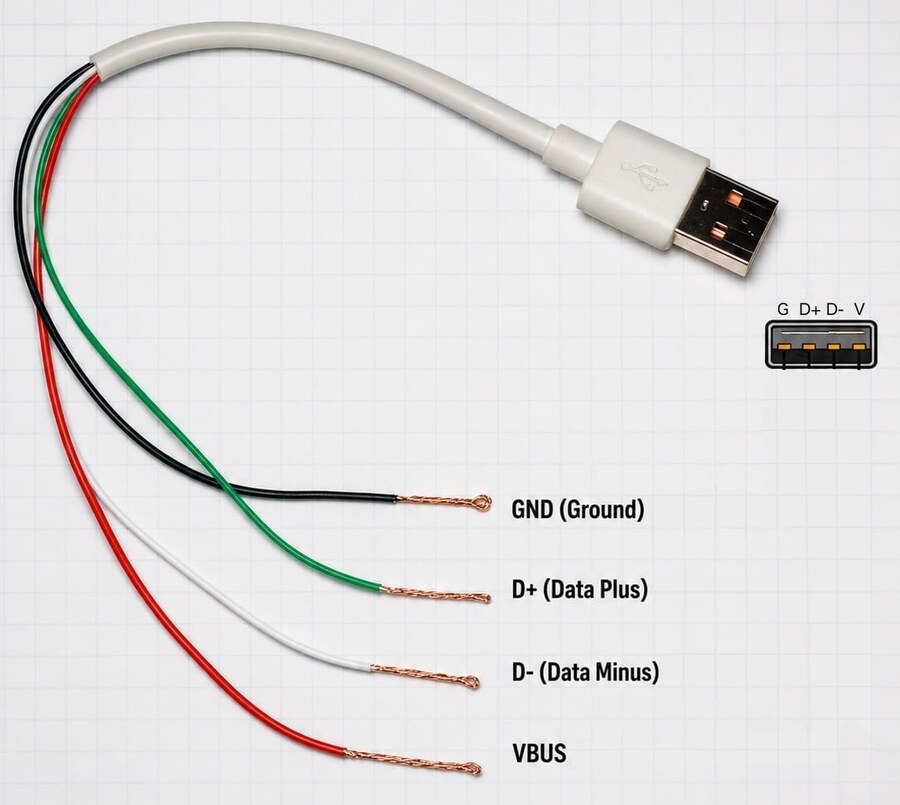 G D+ D- V
GND (Ground)
D+ (Data Plus)
D- (Data Minus)
VBUS